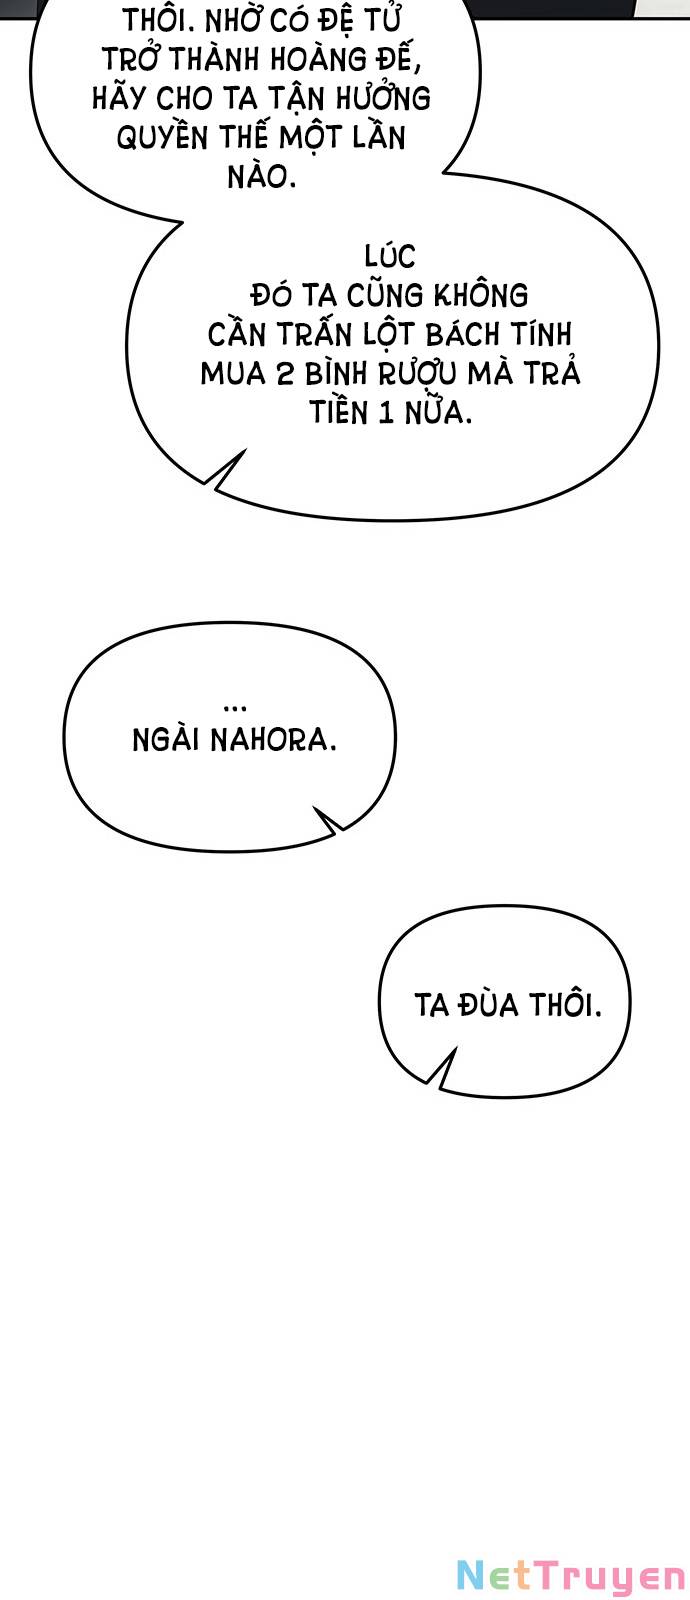 THÔI. NHỜ CÓ ĐỆ TỬ
TRỞ THÀNH HOÀNG ĐẾ,
HÃY CHO TA TẬN HƯỞNG
QUYỀN THẾ MỘT LẦN
NÀO.
LÚC
ĐÓ TA CŨNG KHÔNG
CẦN TRẤN LỘT BÁCH TÍNH
MUA 2 BÌNH RƯỢU MÀ TRẢ
TIỀN 1 NỮA.
...
NGÀI NAHORA.
TA ĐÙA THÔI.
NetTruyen